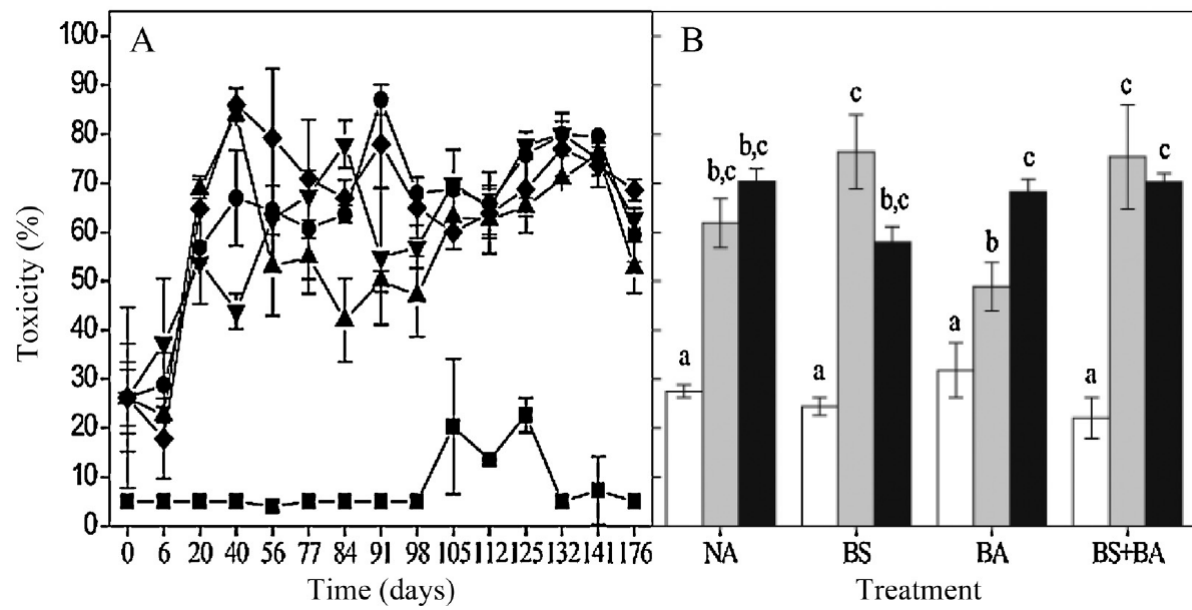 A
B
100
90
80
70
60
50
40
30
20
10
0
Toxicity (%)
0 6 20 40 56 77 84 91 98 105 112 125 132 141 176
Time (days)
a b,c b,c
a c b,c
a b c
a c c
NA BS BA BS+BA
Treatment